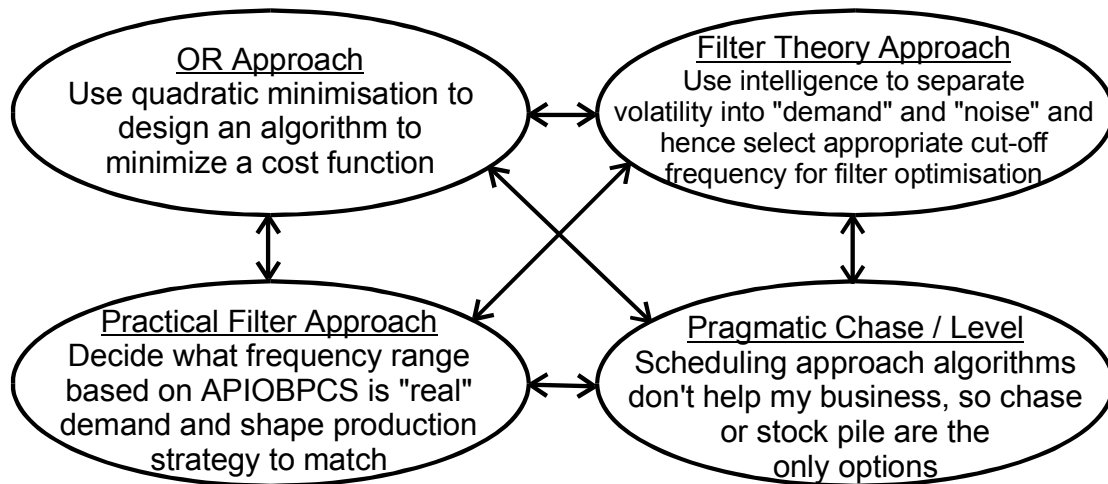 OR Approach
Use quadratic minimisation to
design an algorithm to
minimize a cost function
Filter Theory Approach
Use intelligence to separate
volatility into "demand" and "noise" and
hence select appropriate cut-off
frequency for filter optimisation
Practical Filter Approach
Decide what frequency range
based on APIOBPCS is "real"
demand and shape production
strategy to match
Pragmatic Chase / Level
Scheduling approach algorithms
don't help my business, so chase
or stock pile are the
only options